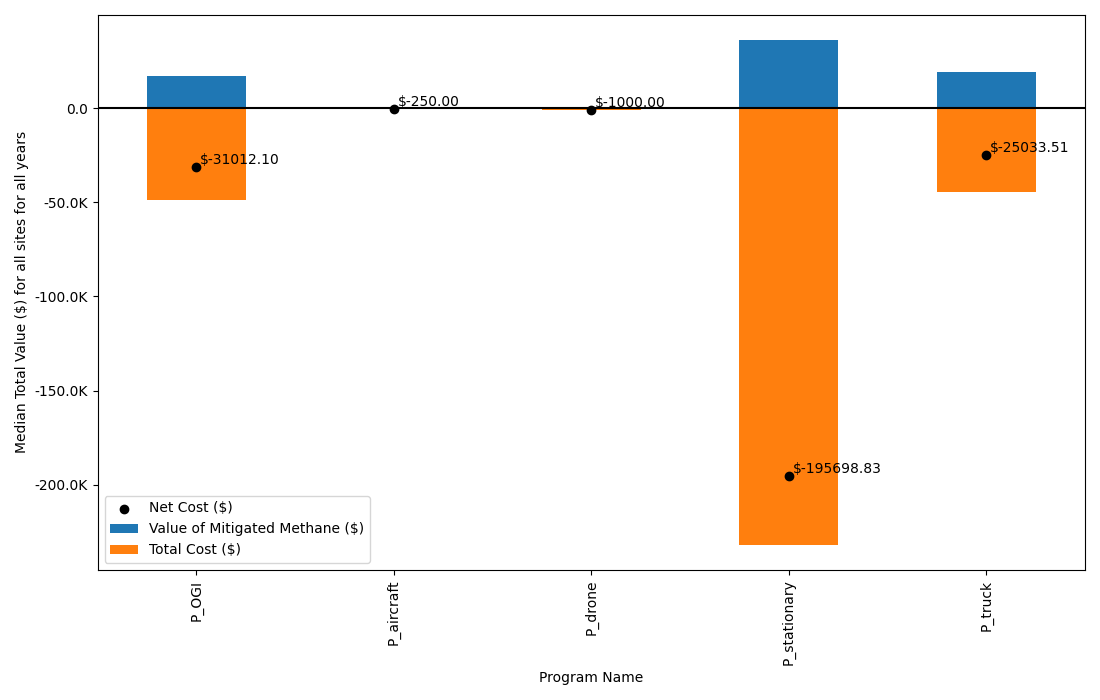 Median Total Value ($) for all sites for all years
0.0
-50.0K
-100.0K
-150.0K
-200.0K
$-31012.10
$-250.00
$-1000.00
$-195698.83
$-25033.51
Net Cost ($)
Value of Mitigated Methane ($)
Total Cost ($)
P_OGI
P_aircraft
P_drone
P_stationary
P_truck
Program Name